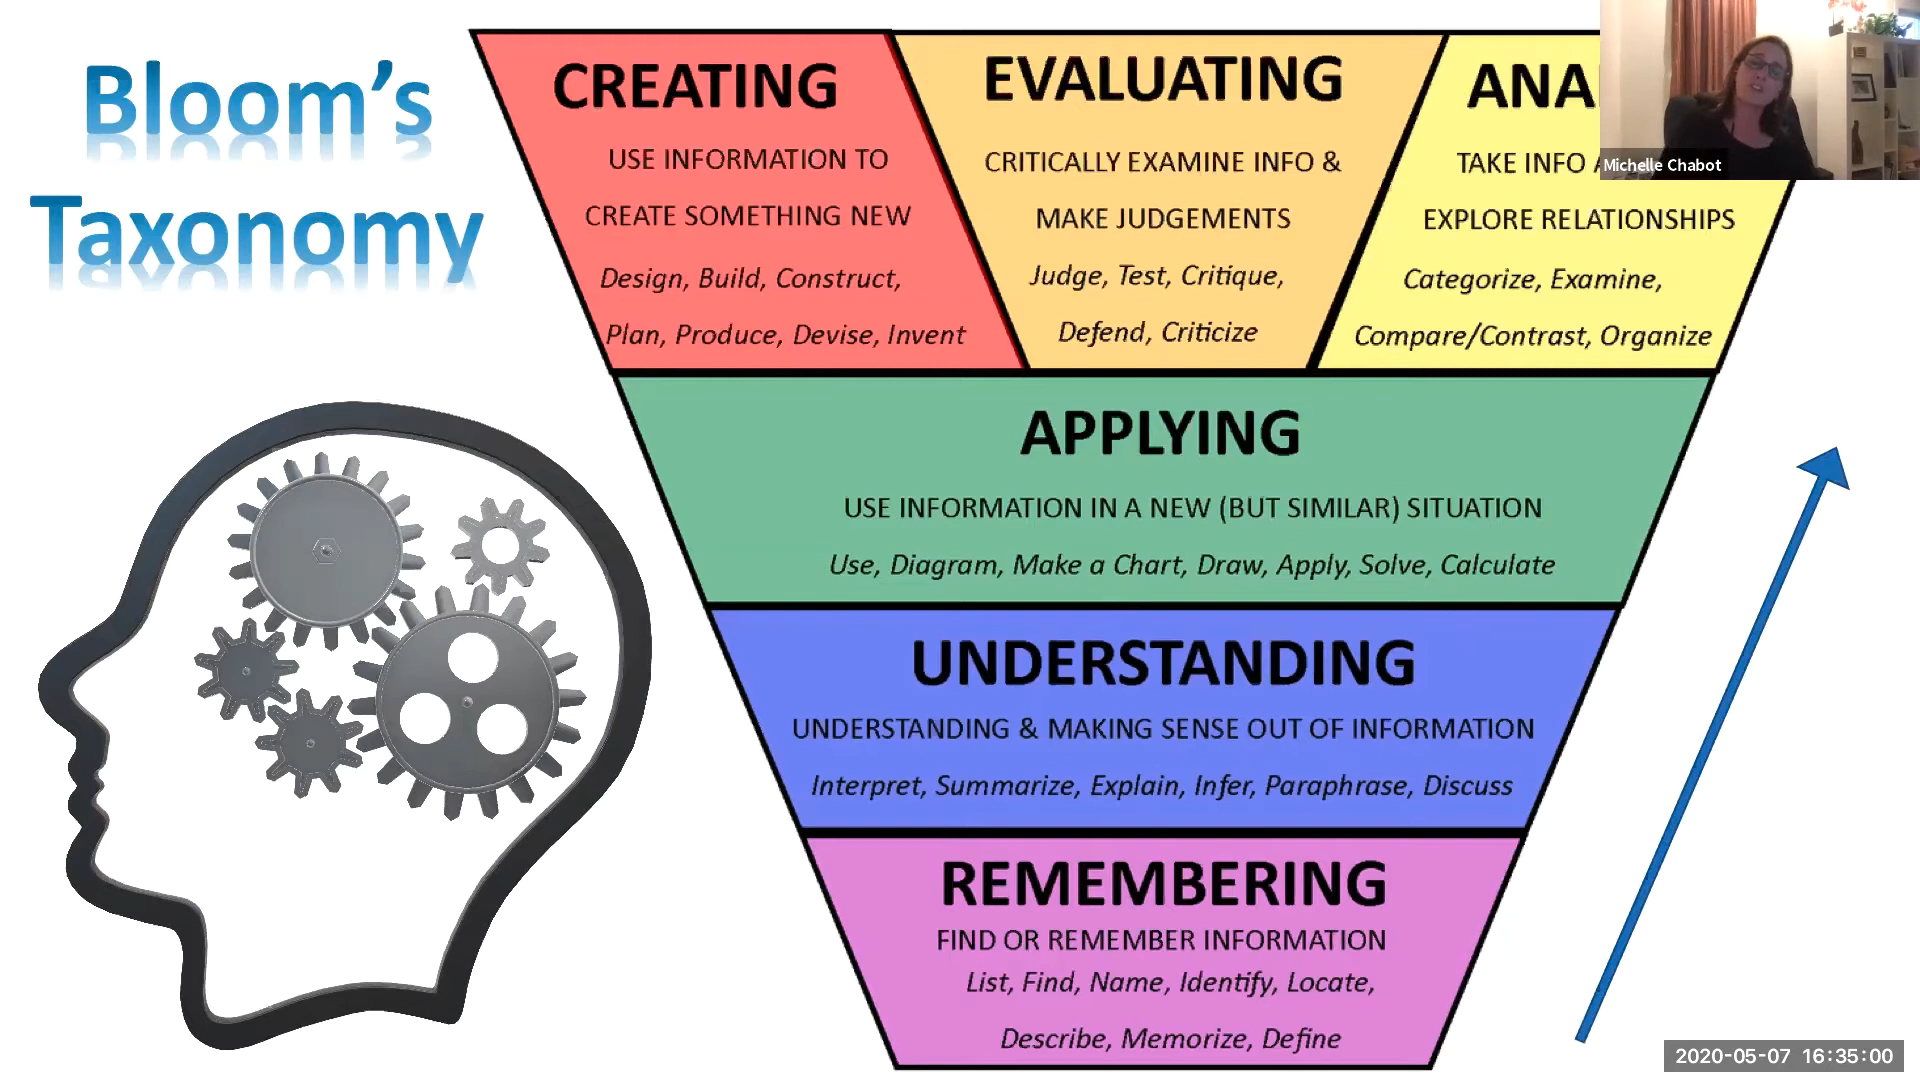 Bloom's
Taxonomy
CREATING
USE INFORMATION TO
CREATE SOMETHING NEW
Design, Build, Construct,
Plan, Produce, Devise, Invent
EVALUATING
CRITICALLY EXAMINE INFO &
MAKE JUDGEMENTS
Judge, Test, Critique,
Defend, Criticize
TAKE INFO
EXPLORE RELATIONSHIPS
Categorize, Examine,
Compare/Contrast, Organize
Michelle Chabot
APPLYING
USE INFORMATION IN A NEW (BUT SIMILAR) SITUATION
Use, Diagram, Make a Chart, Draw, Apply, Solve, Calculate
UNDERSTANDING
UNDERSTANDING & MAKING SENSE OUT OF INFORMATION
Interpret, Summarize, Explain, Infer, Paraphrase, Discuss
REMEMBERING
FIND OR REMEMBER INFORMATION
List, Find, Name, Identify, Locate,
Describe, Memorize, Define
2020-05-07 16:35:00